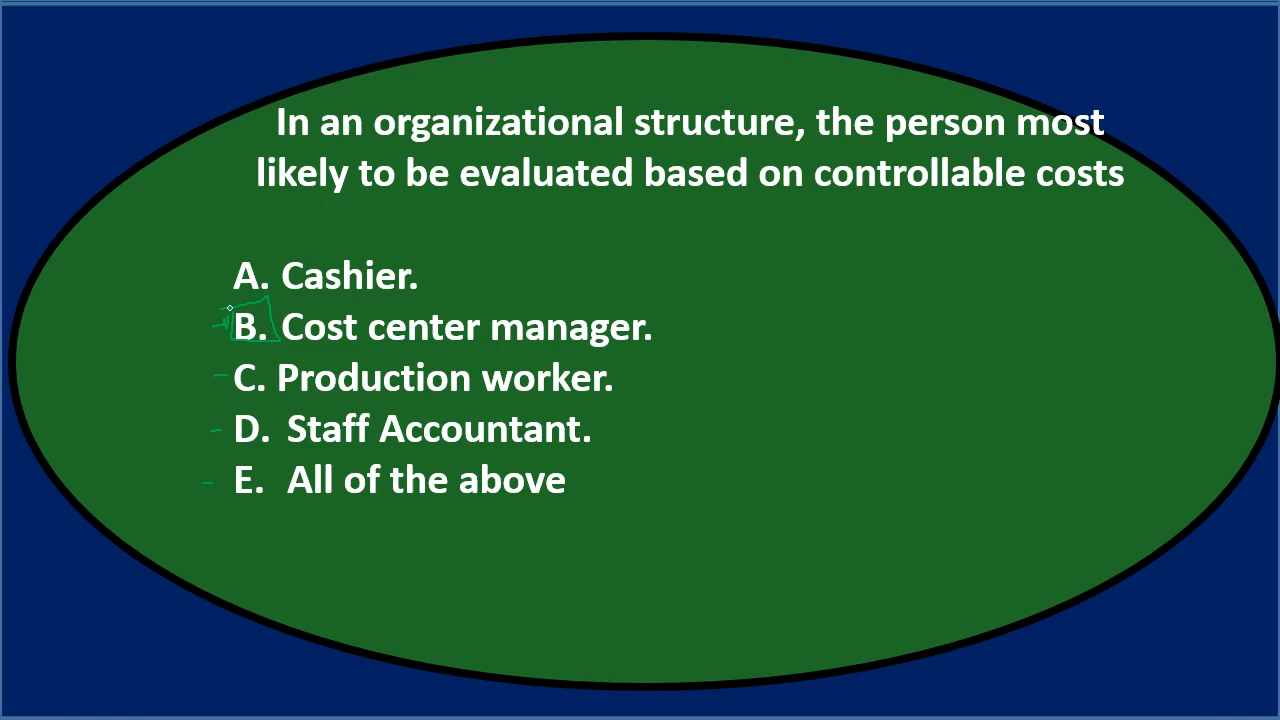 In an organizational structure, the person most
likely to be evaluated based on controllable costs
A. Cashier.
B. Cost center manager.
C. Production worker.
D. Staff Accountant.
E. All of the above